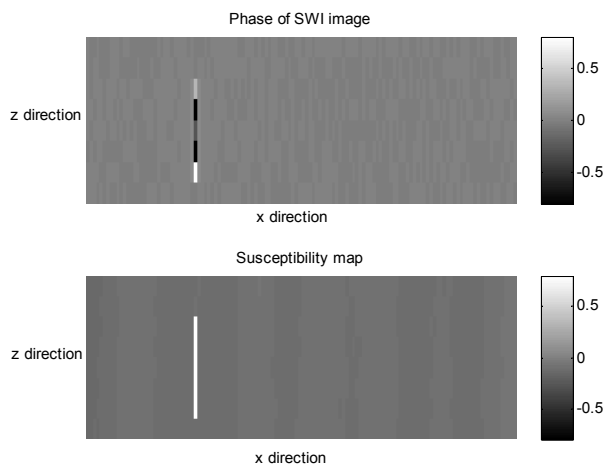 Phase of SWI image
0.5
z direction
0
-0.5
x direction
Susceptibility map
0.5
z direction
0
-0.5
x direction